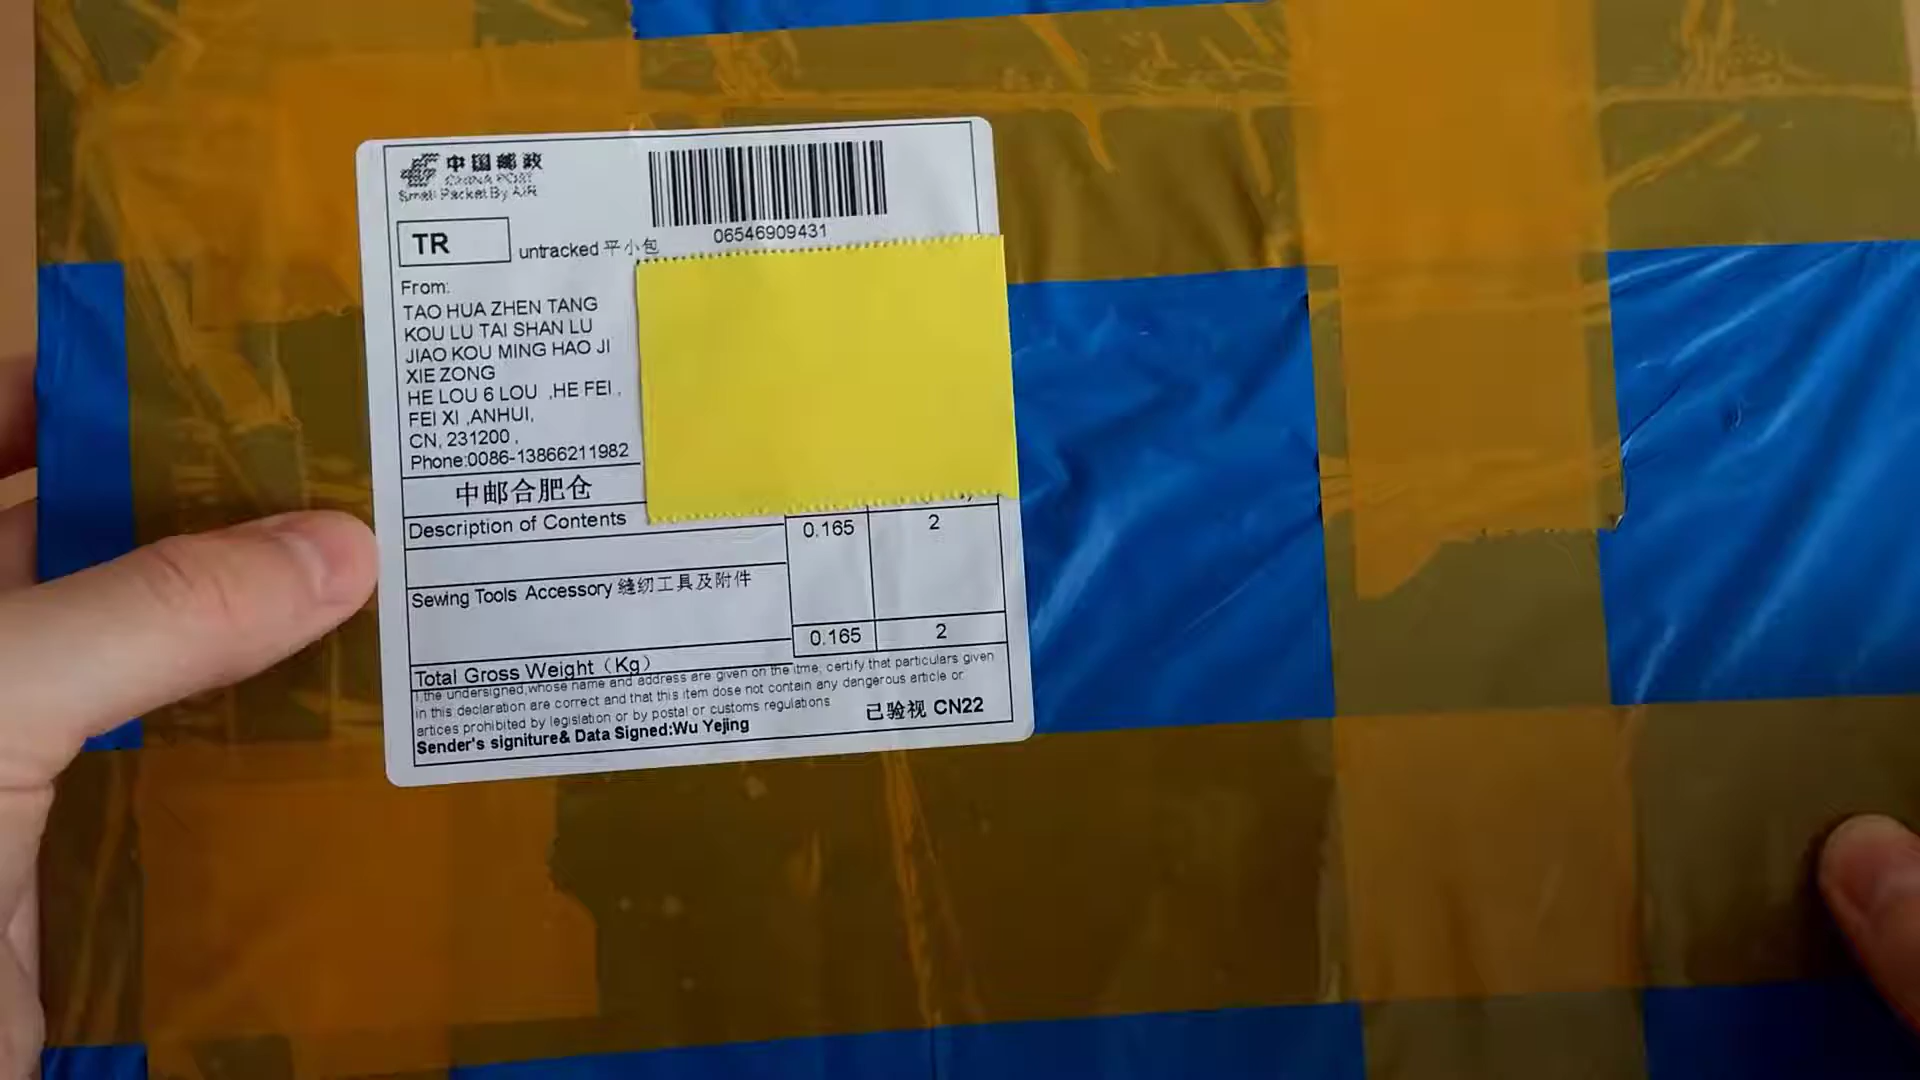 中国邮政
CHINA POST
Small Packet By AIR
06546909431
TR
untracked 平小包
From:
TAO HUA ZHEN TANG
KOU LU TAI SHAN LU
JIAO KOU MING HAO JI
XIE ZONG
HE LOU 6 LOU ,HE FEI ,
FEI XI ,ANHUI,
CN, 231200 ,
Phone:0086-13866211982
中邮合肥仓
Description of Contents
0.165 2
Sewing Tools Accessory 缝纫工具及附件
0.165 2
Total Gross Weight（Kg）
I,the undersigned,whose name and address are given on the itme, certify that particulars given
in this declaration are correct and that this item dose not contain any dangerous article or
artices prohibited by legislation or by postal or customs regulations
已验视 CN22
Sender's signiture& Data Signed:Wu Yejing